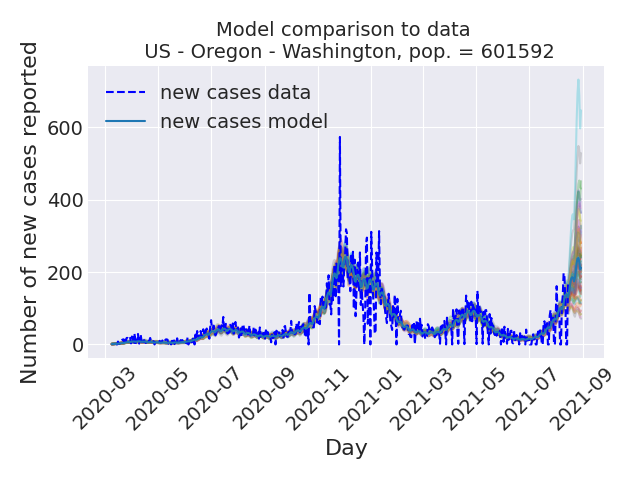 Model comparison to data
US - Oregon - Washington, pop. = 601592
Number of new cases reported
new cases data
new cases model
600
400
200
0
2020-03
2020-05
2020-07
2020-09
2020-11
2021-01
2021-03
2021-05
2021-07
2021-09
Day